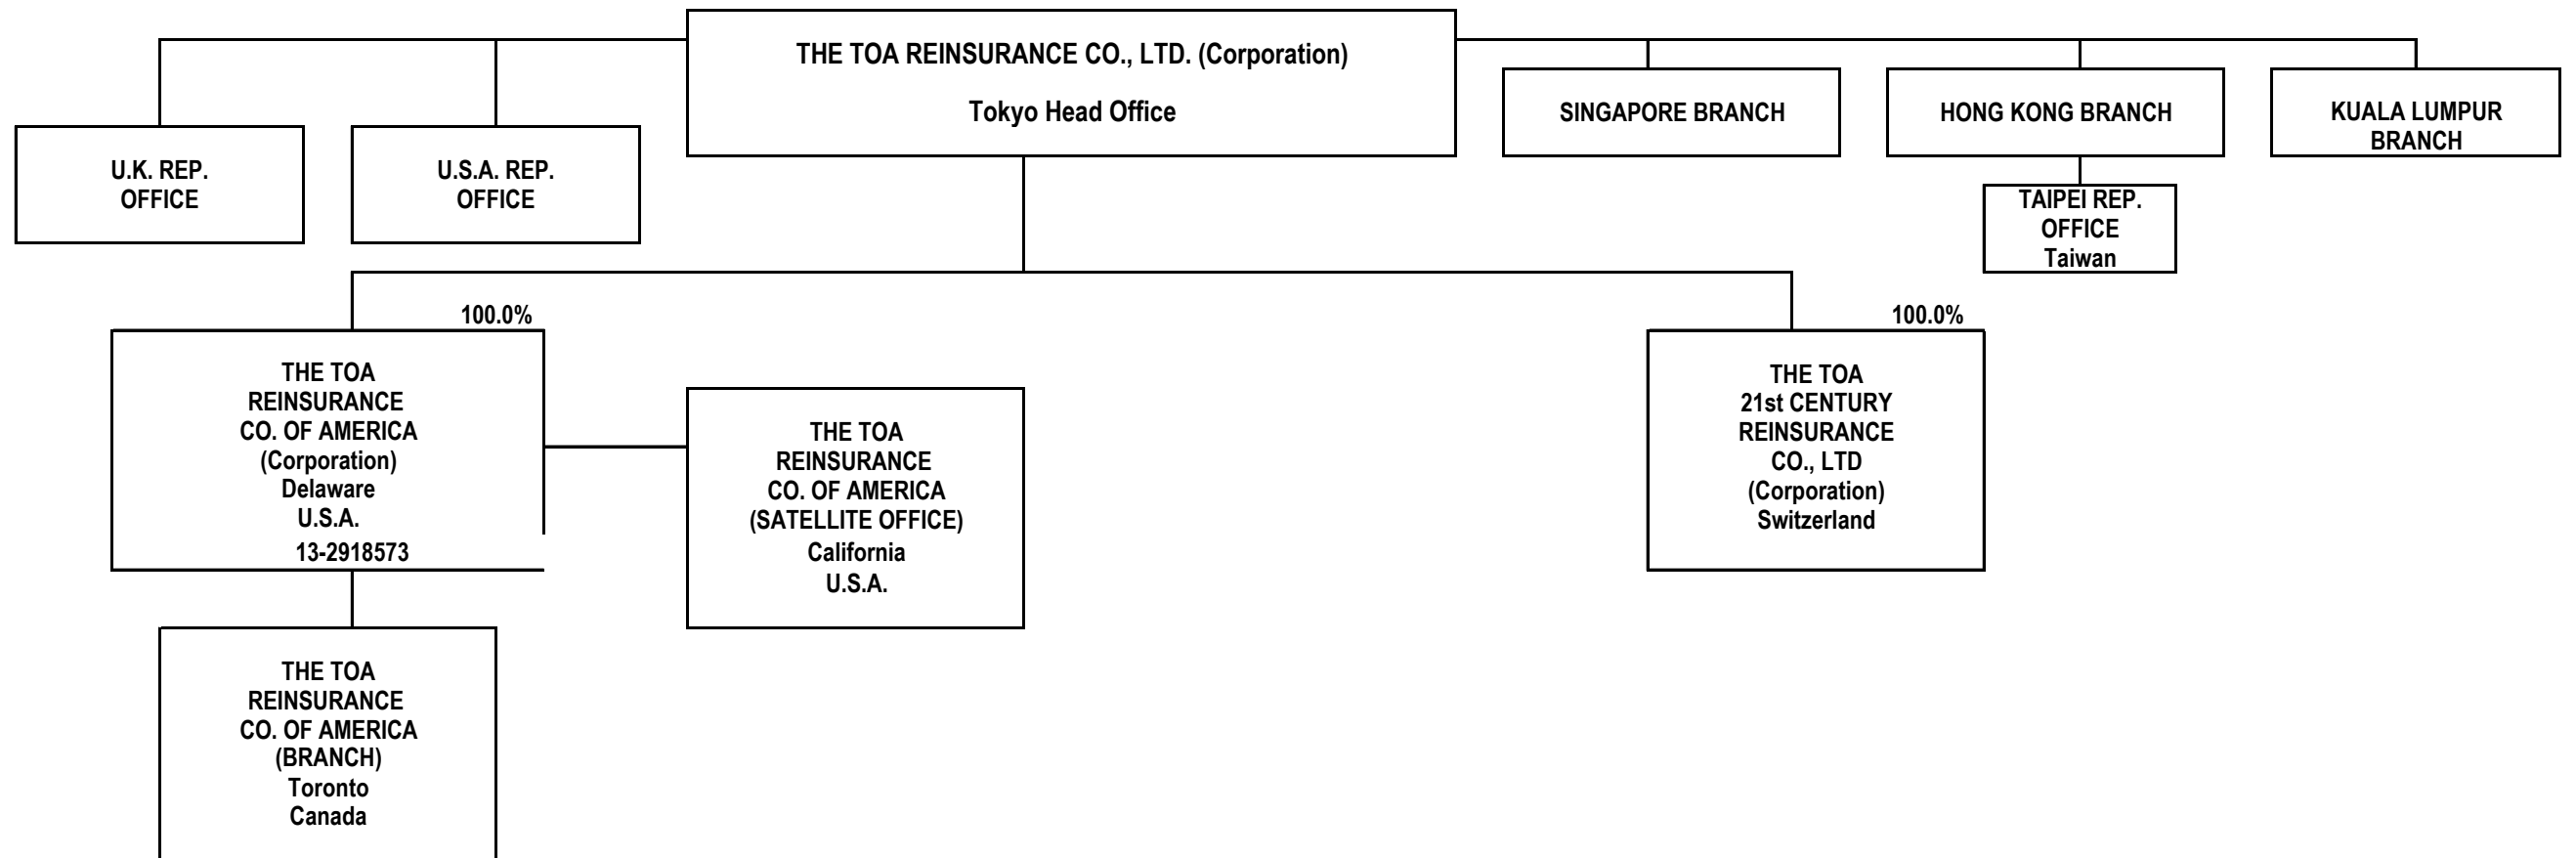 THE TOA REINSURANCE CO., LTD. (Corporation)
Tokyo Head Office
U.K. REP.
OFFICE
U.S.A. REP.
OFFICE
SINGAPORE BRANCH
HONG KONG BRANCH
KUALA LUMPUR
BRANCH
TAIPEI REP.
OFFICE
Taiwan
100.0%
THE TOA
REINSURANCE
CO. OF AMERICA
(Corporation)
Delaware
U.S.A.
13-2918573
THE TOA
REINSURANCE
CO. OF AMERICA
(SATELLITE OFFICE)
California
U.S.A.
100.0%
THE TOA
21st CENTURY
REINSURANCE
CO., LTD
(Corporation)
Switzerland
THE TOA
REINSURANCE
CO. OF AMERICA
(BRANCH)
Toronto
Canada